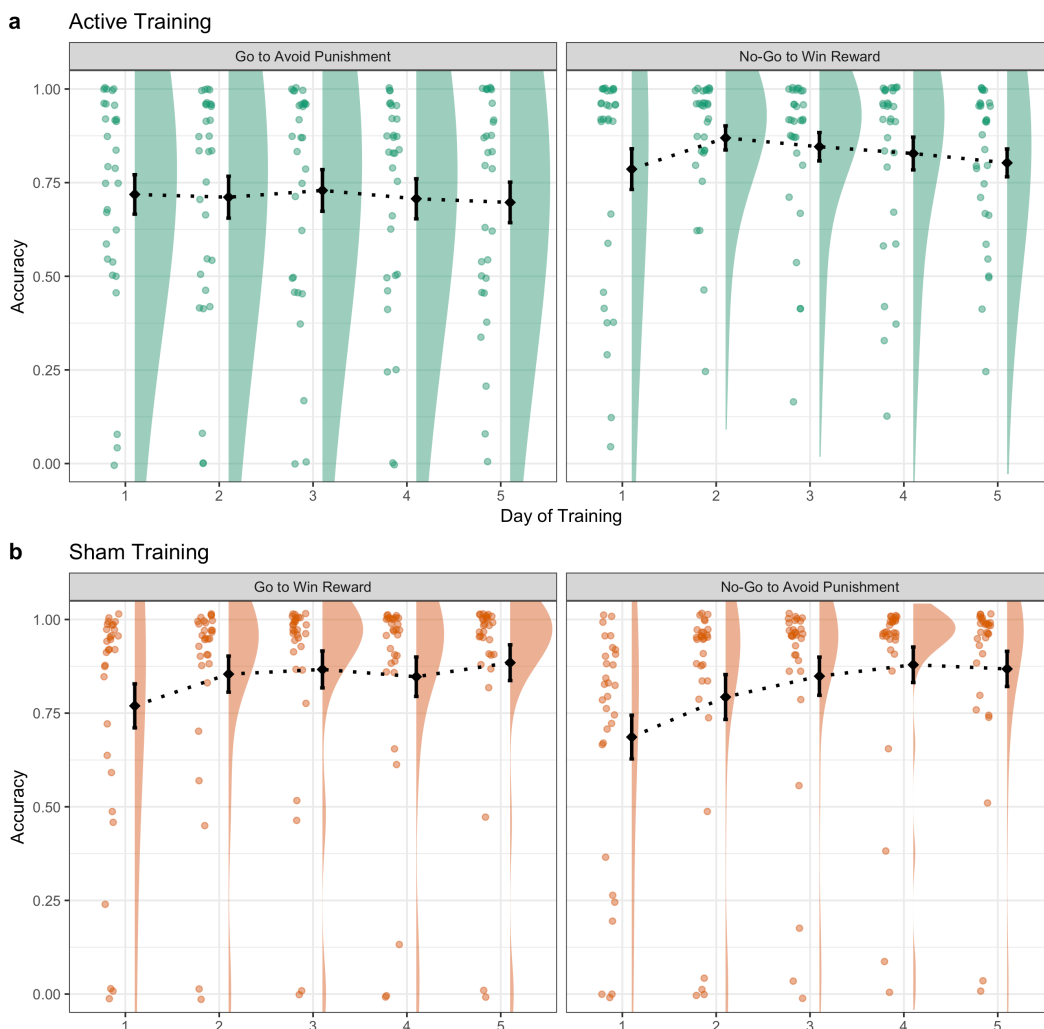 a Active Training
Go to Avoid Punishment No-Go to Win Reward
1.00
0.75
0.50
0.25
0.00
Accuracy
1 2 3 4 5 1 2 3 4 5
Day of Training
b Sham Training
Go to Win Reward No-Go to Avoid Punishment
1.00
0.75
0.50
0.25
0.00
Accuracy
1 2 3 4 5 1 2 3 4 5